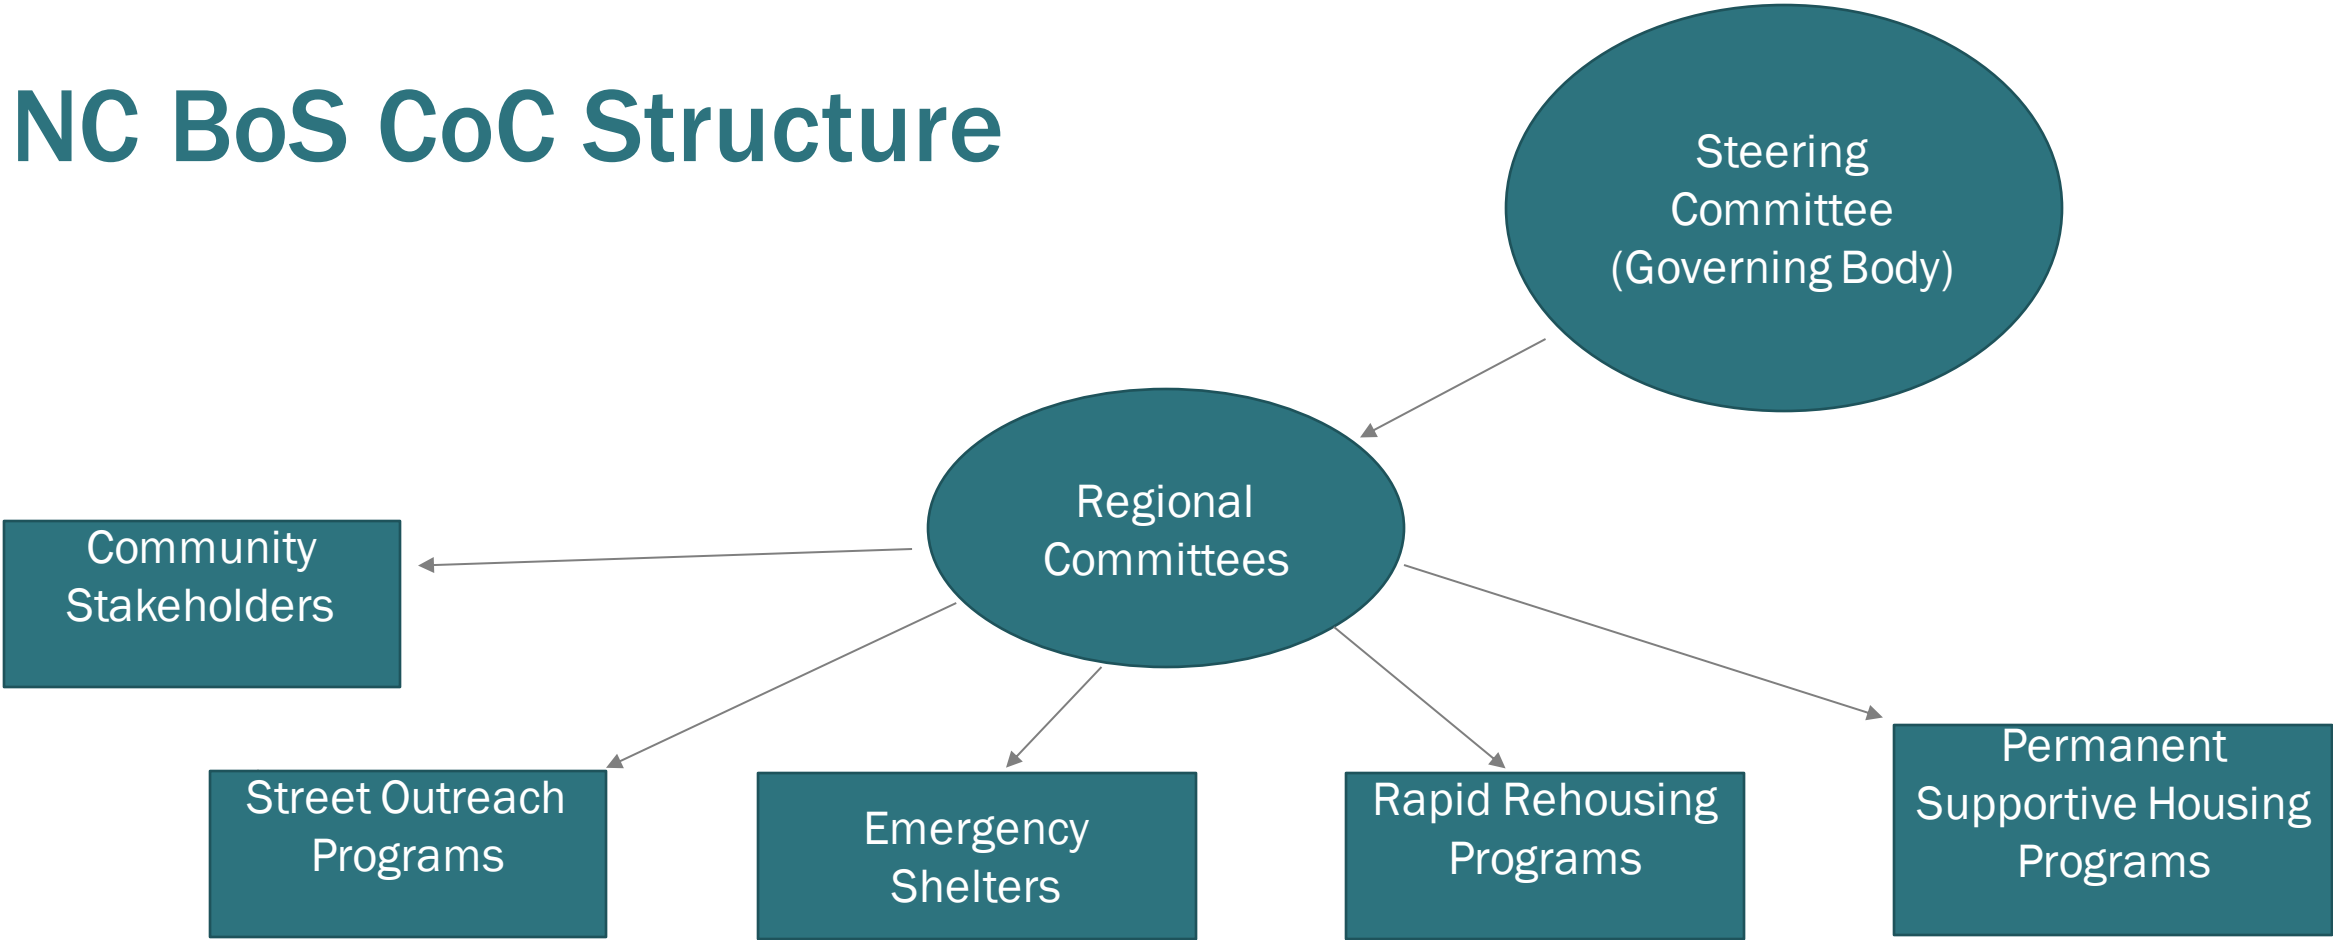 NC BoS CoC Structure
Steering
Committee
(Governing Body)
Regional
Committees
Community
Stakeholders
Street Outreach
Programs
Emergency
Shelters
Rapid Rehousing
Programs
Permanent
Supportive Housing
Programs